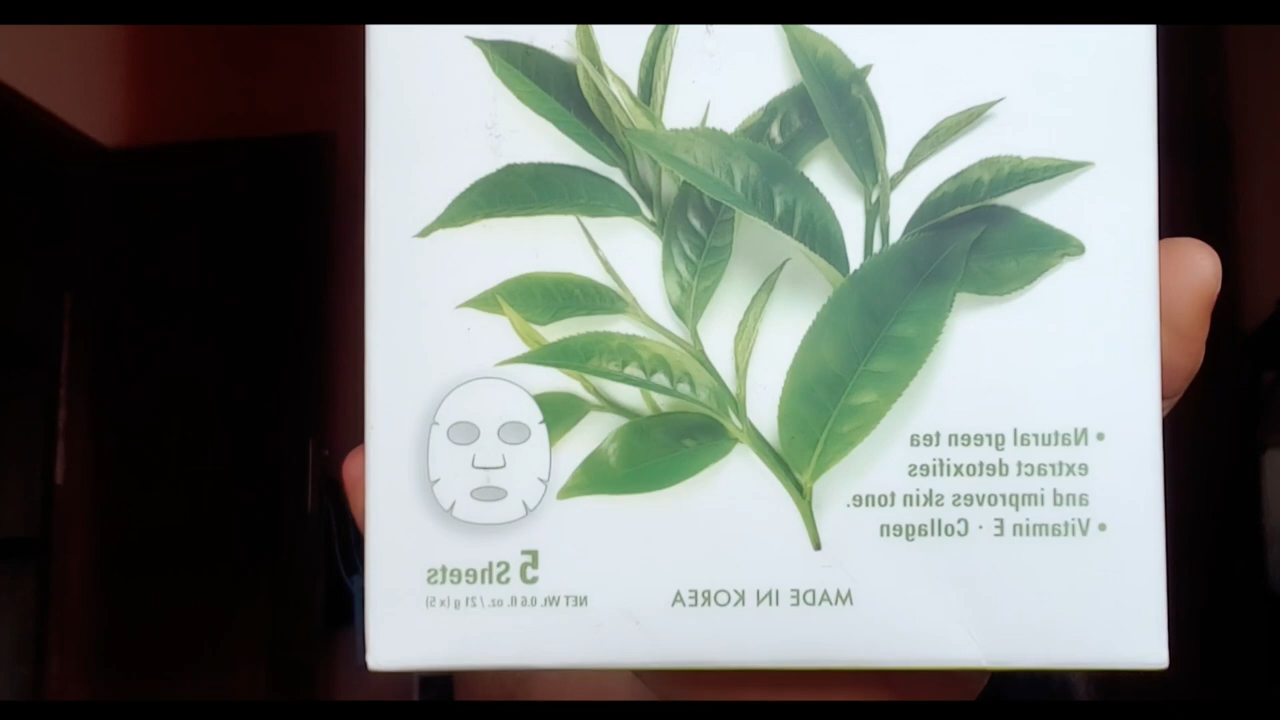 • Natural green tea
extract detoxifies
and improves skin tone.
• Vitamin E · Collagen
MADE IN KOREA
5 Sheets
NET Wt. 0.6 fl. oz. / 21 g (x 5)